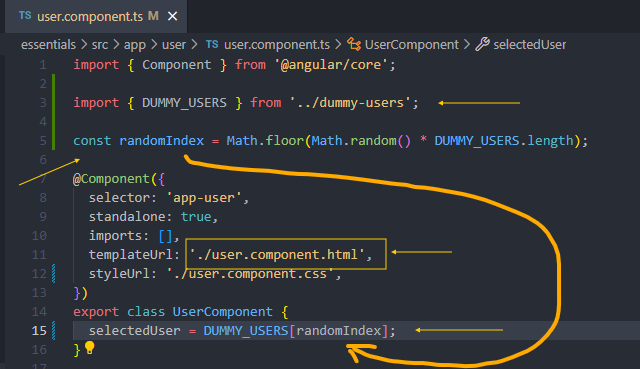 TS user.component.ts M ×
essentials > src > app > user > TS user.component.ts > UserComponent > selectedUser
1 import { Component } from '@angular/core';
2
3 import { DUMMY_USERS } from '../dummy-users';
4
5 const randomIndex = Math.floor(Math.random() * DUMMY_USERS.length);
6
7 @Component({
8 selector: 'app-user',
9 standalone: true,
10 imports: [],
11 templateUrl: './user.component.html',
12 styleUrl: './user.component.css',
13 })
14 export class UserComponent {
15 selectedUser = DUMMY_USERS[randomIndex];
16 }
17